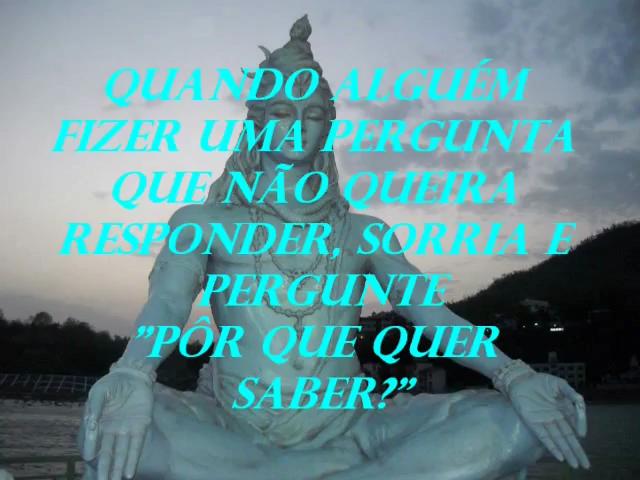 QUANDO ALGUÉM
FIZER UMA PERGUNTA
QUE NÃO QUEIRA
RESPONDER, SORRIA E
PERGUNTE
"PÔR QUE QUER
SABER?"